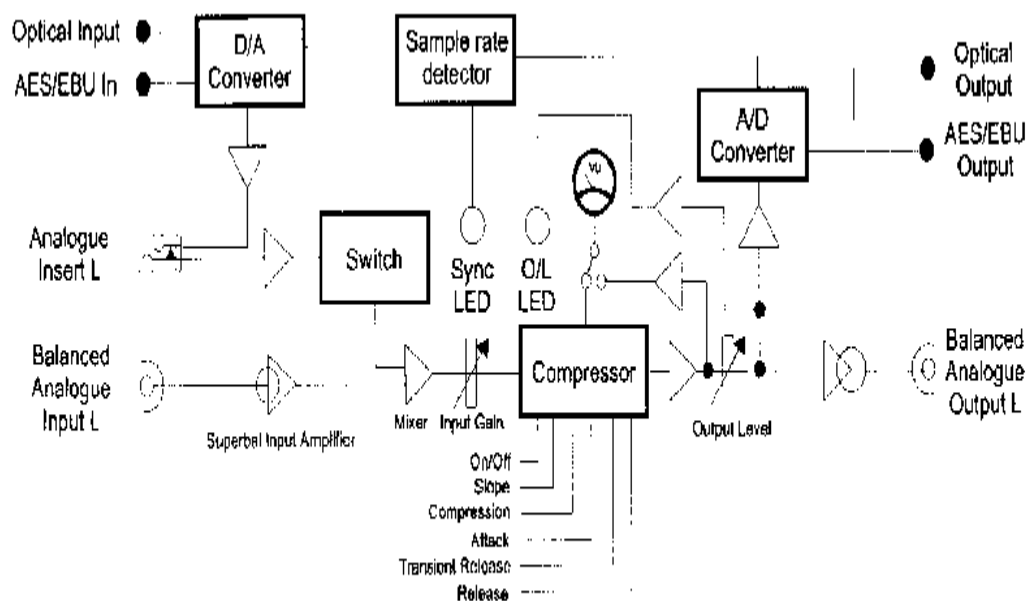 Optical Input
AES/EBU In
D/A
Converter
Sample rate
detector
Optical
Output
A/D
Converter
AES/EBU
Output
VU
Analogue
Insert L
Switch
Sync
LED
O/L
LED
Balanced
Analogue
Input L
Compressor
Balanced
Analogue
Output L
Mixer
Input Gain
Output Level
Superbal Input Amplifier
On/Off
Slope
Compression
Attack
Transient Release
Release